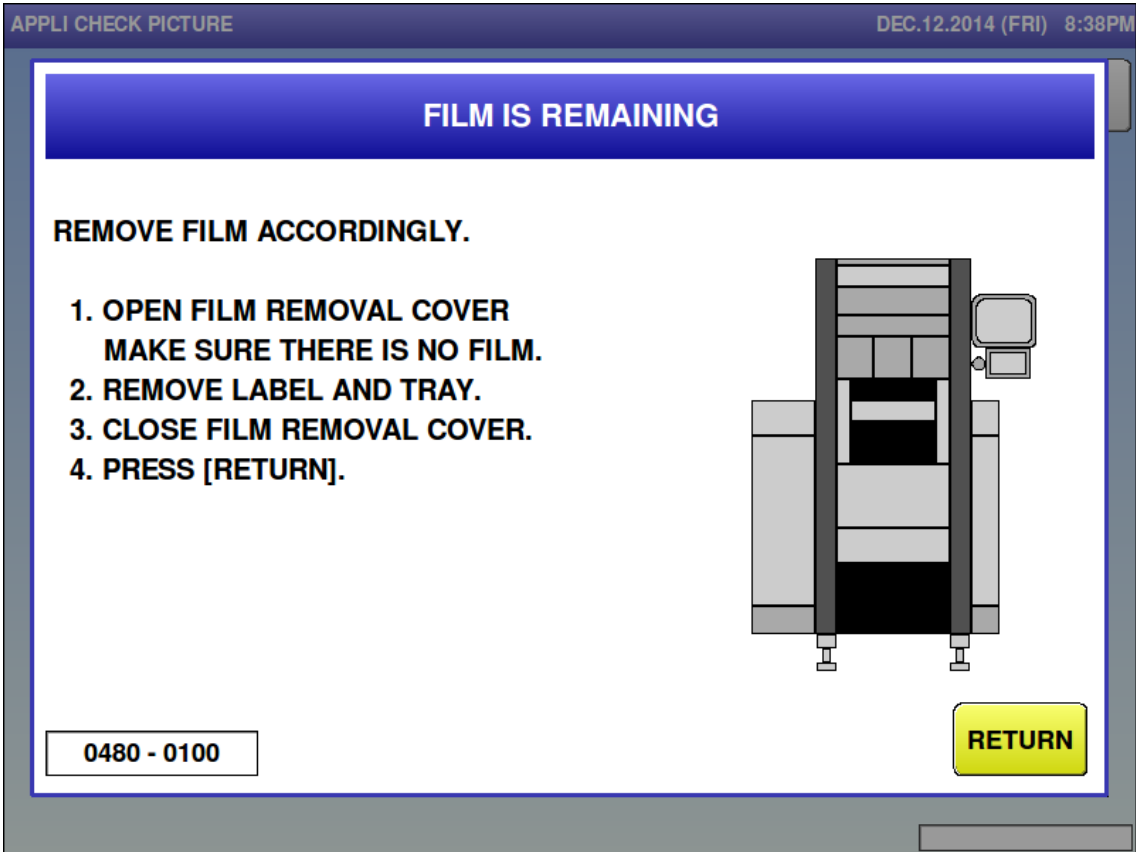 APPLI CHECK PICTURE DEC.12.2014 (FRI) 8:38PM
FILM IS REMAINING
REMOVE FILM ACCORDINGLY.
1. OPEN FILM REMOVAL COVER
MAKE SURE THERE IS NO FILM.
2. REMOVE LABEL AND TRAY.
3. CLOSE FILM REMOVAL COVER.
4. PRESS [RETURN].
RETURN
0480 - 0100